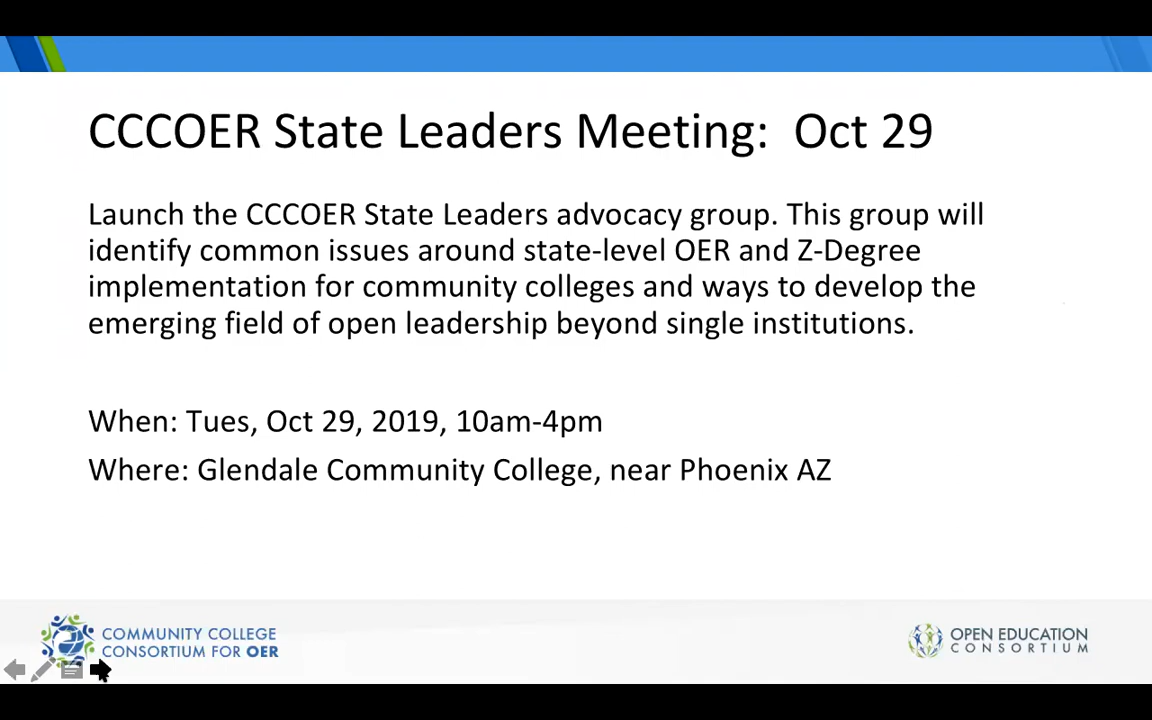 CCCOER State Leaders Meeting: Oct 29
Launch the CCCOER State Leaders advocacy group. This group will
identify common issues around state-level OER and Z-Degree
implementation for community colleges and ways to develop the
emerging field of open leadership beyond single institutions.
When: Tues, Oct 29, 2019, 10am-4pm
Where: Glendale Community College, near Phoenix AZ
COMMUNITY COLLEGE
CONSORTIUM FOR OER
OPEN EDUCATION
CONSORTIUM